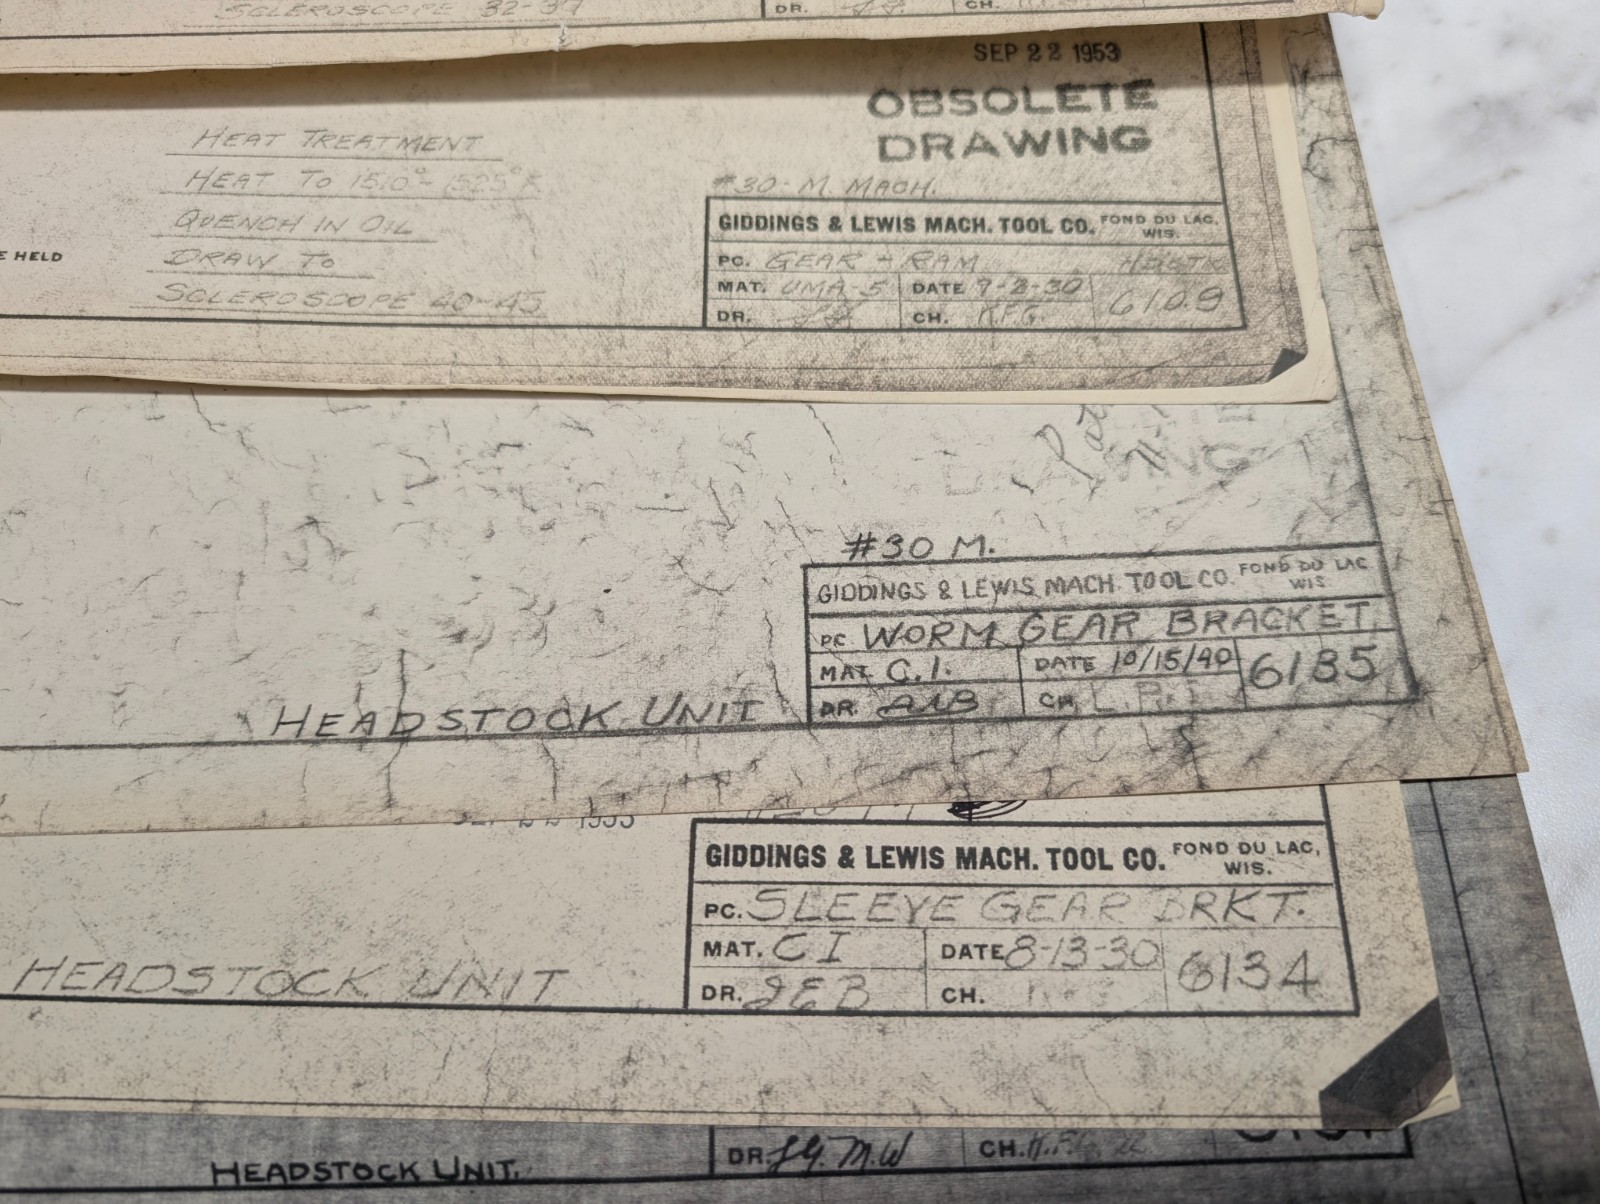 SCLEROSCOPE 32-37
DR.
CH.
SEP 22 1953
OBSOLETE
DRAWING
HEAT TREATMENT
HEAT TO 1510°- 1525°F.
QUENCH IN OIL
DRAW TO
SCLEROSCOPE 40-45
E HELD
#30-M. MACH.
GIDDINGS & LEWIS MACH. TOOL CO. FOND DU LAC, WIS.
PC. GEAR - RAM
MAT. UMA-5 DATE 9-2-30 6109
DR. CH. K.F.G.
#30 M.
GIDDINGS & LEWIS MACH. TOOL CO. FOND DU LAC WIS
PC. WORM GEAR BRACKET.
MAT. C.I. DATE 10/15/40 6185
DR. CH.
HEADSTOCK UNIT
GIDDINGS & LEWIS MACH. TOOL CO. FOND DU LAC, WIS.
PC. SLEEVE GEAR BRKT.
MAT. CI DATE 8-13-30 6134
DR. JEB CH.
HEADSTOCK UNIT
DR. CH.
HEADSTOCK UNIT.